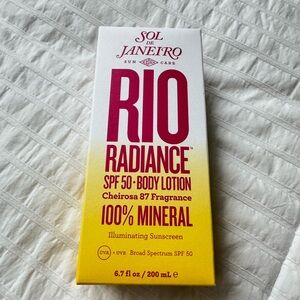 SOL
DE
JANEIRO
SUN CARE
RIO
RADIANCE™
SPF 50 · BODY LOTION
Cheirosa 87 Fragrance
100% MINERAL
Illuminating Sunscreen
UVA + UVB Broad Spectrum SPF 50
6.7 fl oz / 200 mL e